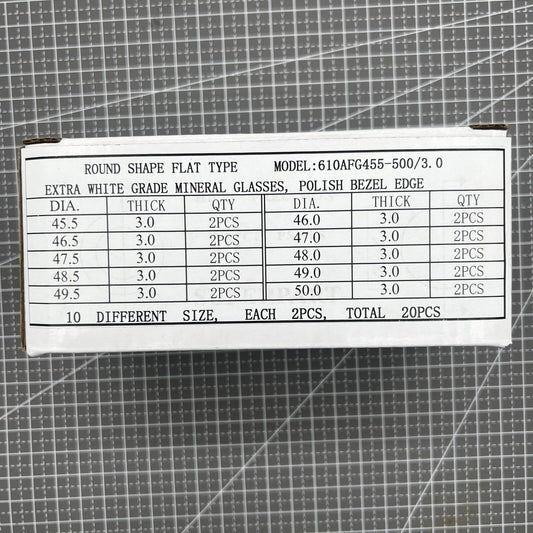 ROUND SHAPE FLAT TYPE MODEL:610AFG455-500/3.0
EXTRA WHITE GRADE MINERAL GLASSES, POLISH BEZEL EDGE
DIA. THICK QTY DIA. THICK QTY
45.5 3.0 2PCS 46.0 3.0 2PCS
46.5 3.0 2PCS 47.0 3.0 2PCS
47.5 3.0 2PCS 48.0 3.0 2PCS
48.5 3.0 2PCS 49.0 3.0 2PCS
49.5 3.0 2PCS 50.0 3.0 2PCS
10 DIFFERENT SIZE, EACH 2PCS, TOTAL 20PCS